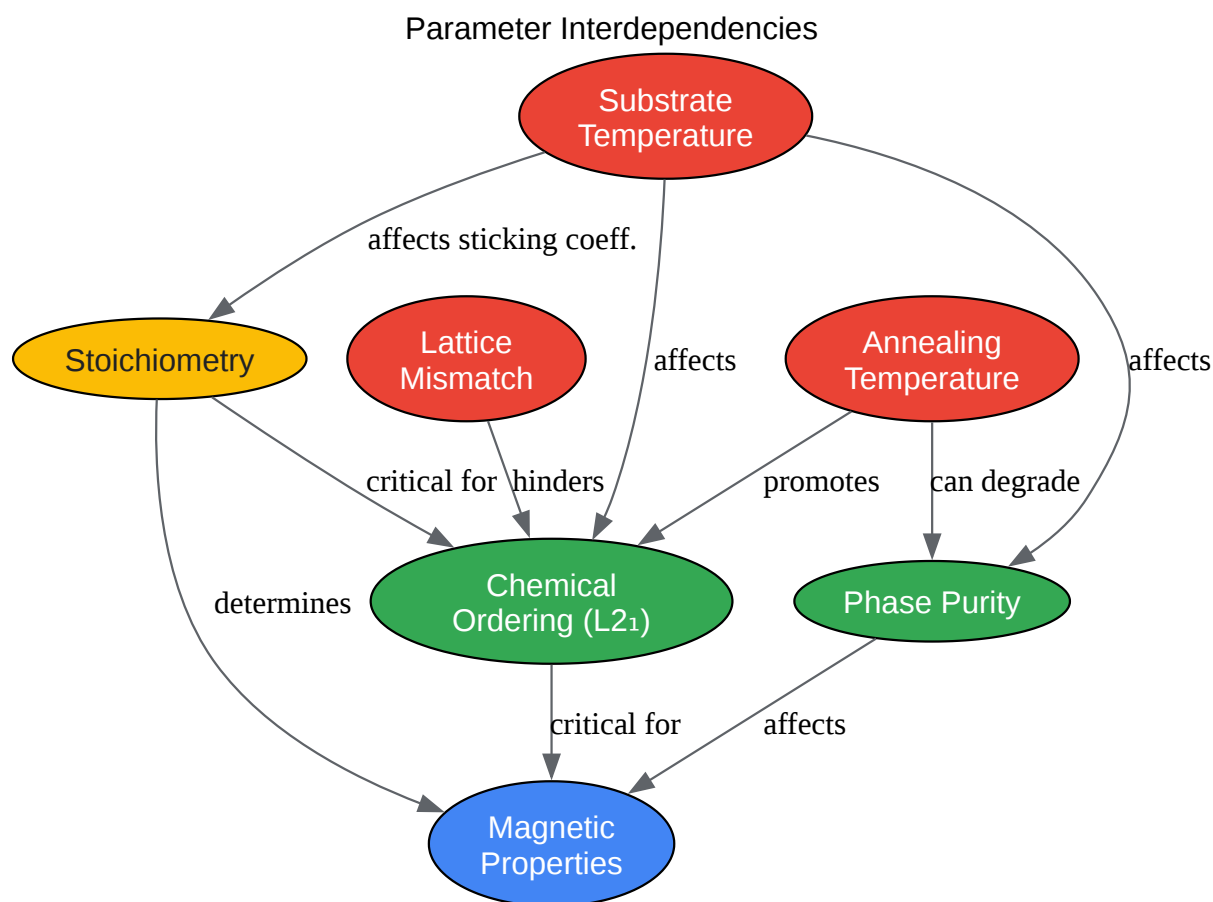 Parameter Interdependencies
Substrate
Temperature
affects sticking coeff.
Stoichiometry
Lattice
Mismatch
affects
Annealing
Temperature
affects
critical for
hinders
promotes
can degrade
determines
Chemical
Ordering (L2₁)
Phase Purity
critical for
affects
Magnetic
Properties